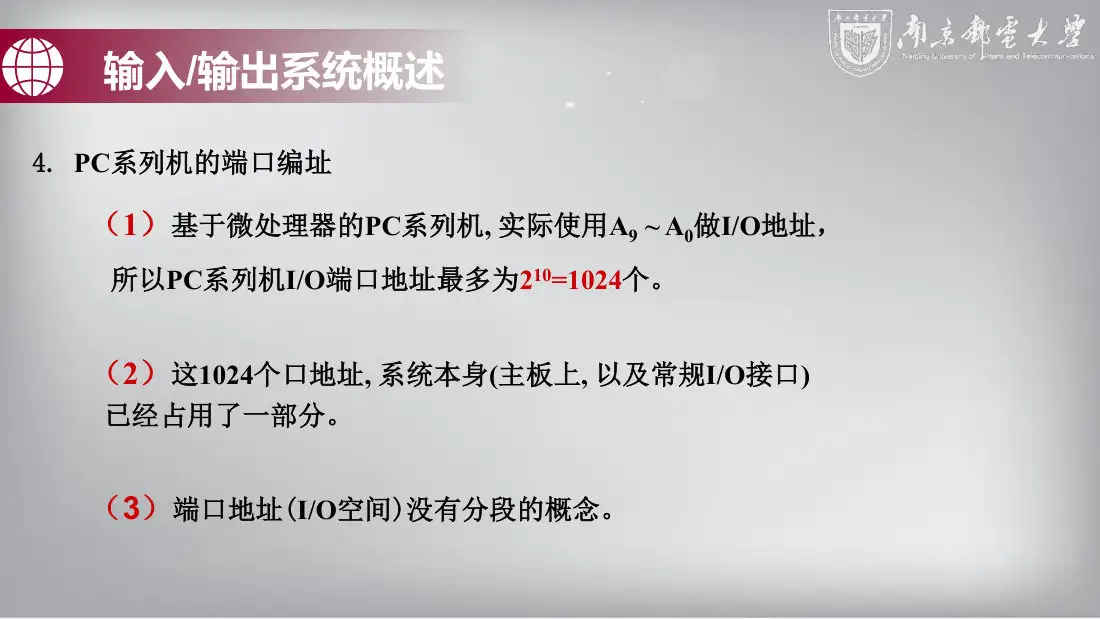 输入/输出系统概述
南京邮电大学
Nanjing University of Posts and Telecommunications
4. PC系列机的端口编址
（1）基于微处理器的PC系列机, 实际使用A₉ ~ A₀做I/O地址，
所以PC系列机I/O端口地址最多为2¹⁰=1024个。
（2）这1024个口地址, 系统本身(主板上, 以及常规I/O接口)
已经占用了一部分。
（3）端口地址(I/O空间)没有分段的概念。